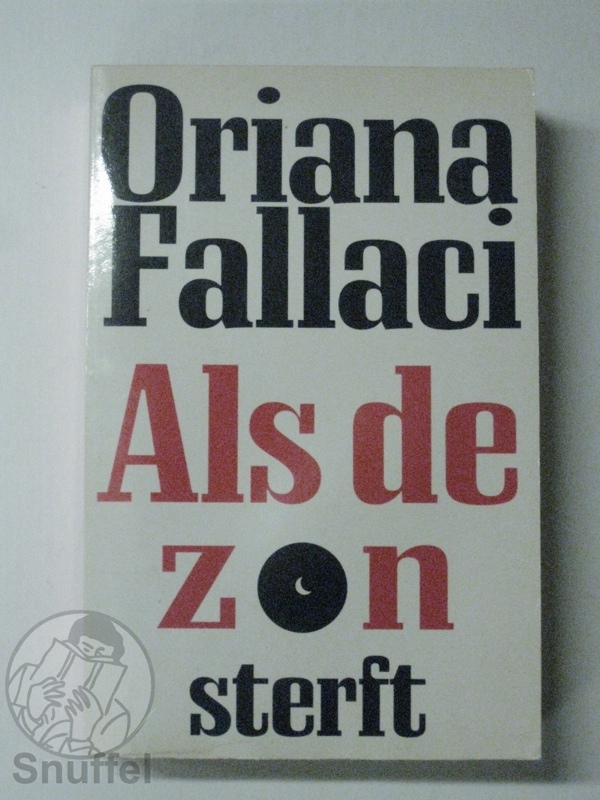 Oriana
Fallaci
Als de
zon
sterft
Snuffel